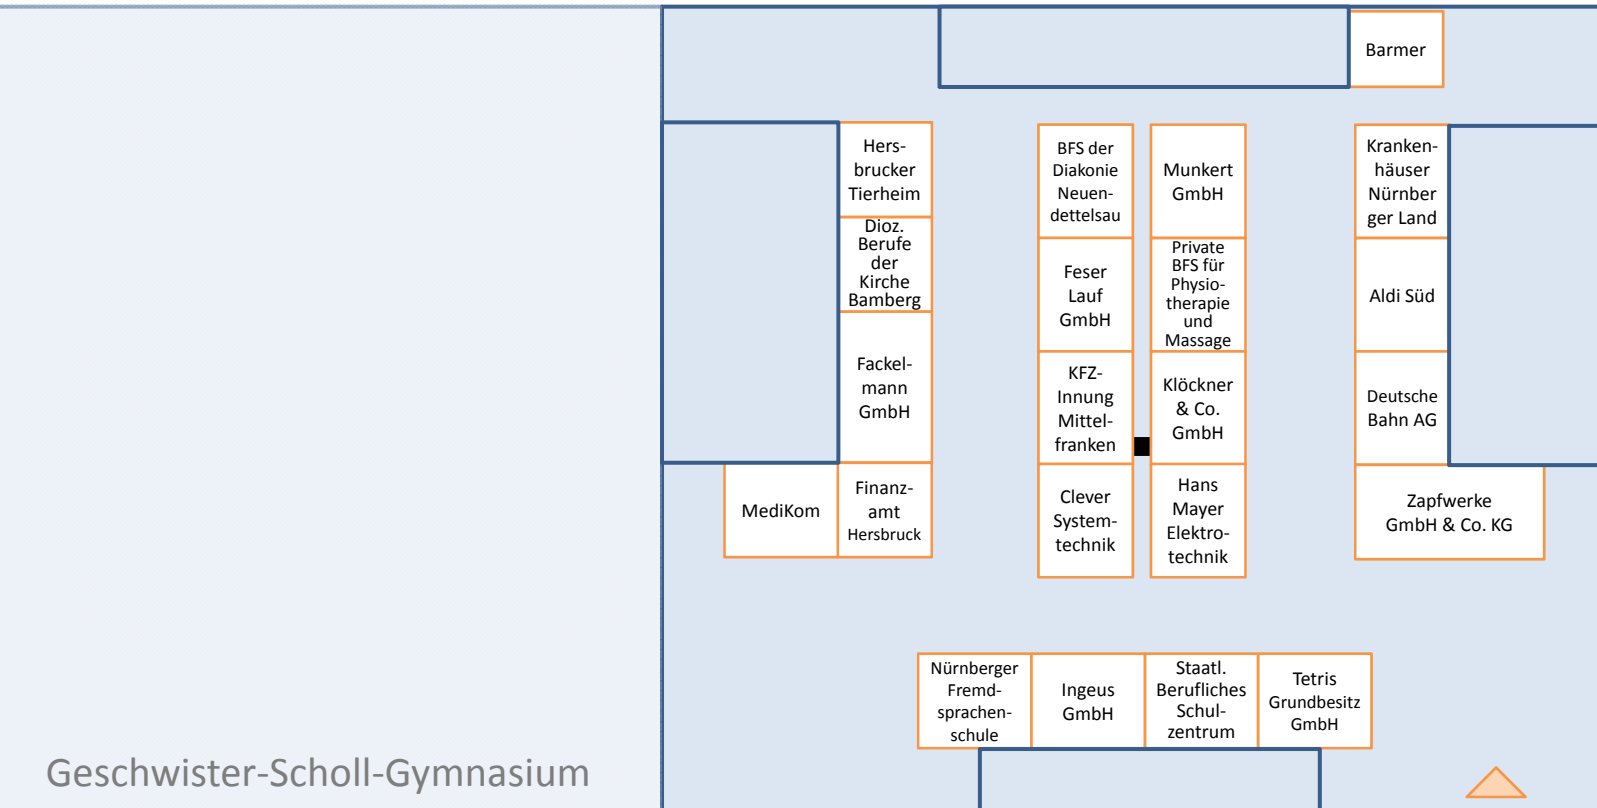 Barmer
Hers-
brucker
Tierheim
Dioz.
Berufe
der
Kirche
Bamberg
Fackel-
mann
GmbH
MediKom
Finanz-
amt
Hersbruck
BFS der
Diakonie
Neuen-
dettelsau
Feser
Lauf
GmbH
KFZ-
Innung
Mittel-
franken
Clever
System-
technik
Munkert
GmbH
Private
BFS für
Physio-
therapie
und
Massage
Klöckner
& Co.
GmbH
Hans
Mayer
Elektro-
technik
Kranken-
häuser
Nürnber
ger Land
Aldi Süd
Deutsche
Bahn AG
Zapfwerke
GmbH & Co. KG
Nürnberger
Fremd-
sprachen-
schule
Ingeus
GmbH
Staatl.
Berufliches
Schul-
zentrum
Tetris
Grundbesitz
GmbH
Geschwister-Scholl-Gymnasium